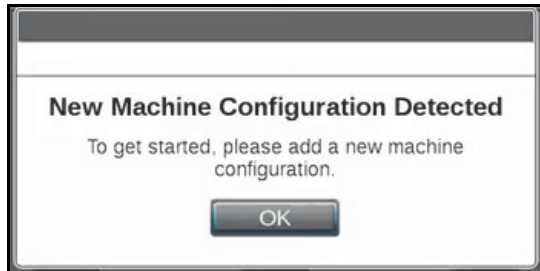 New Machine Configuration Detected
To get started, please add a new machine
configuration.
OK